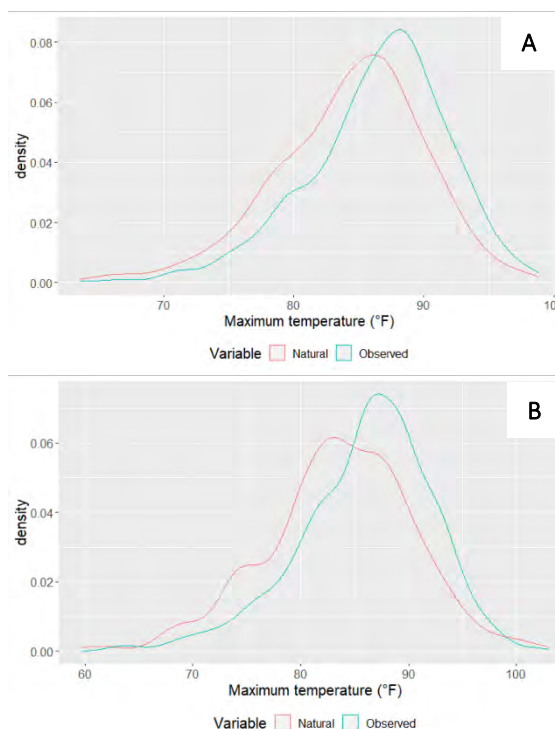 A
0.08
0.06
0.04
0.02
0.00
density
70 80 90 100
Maximum temperature (°F)
Variable Natural Observed
B
0.06
0.04
0.02
0.00
density
60 70 80 90 100
Maximum temperature (°F)
Variable Natural Observed